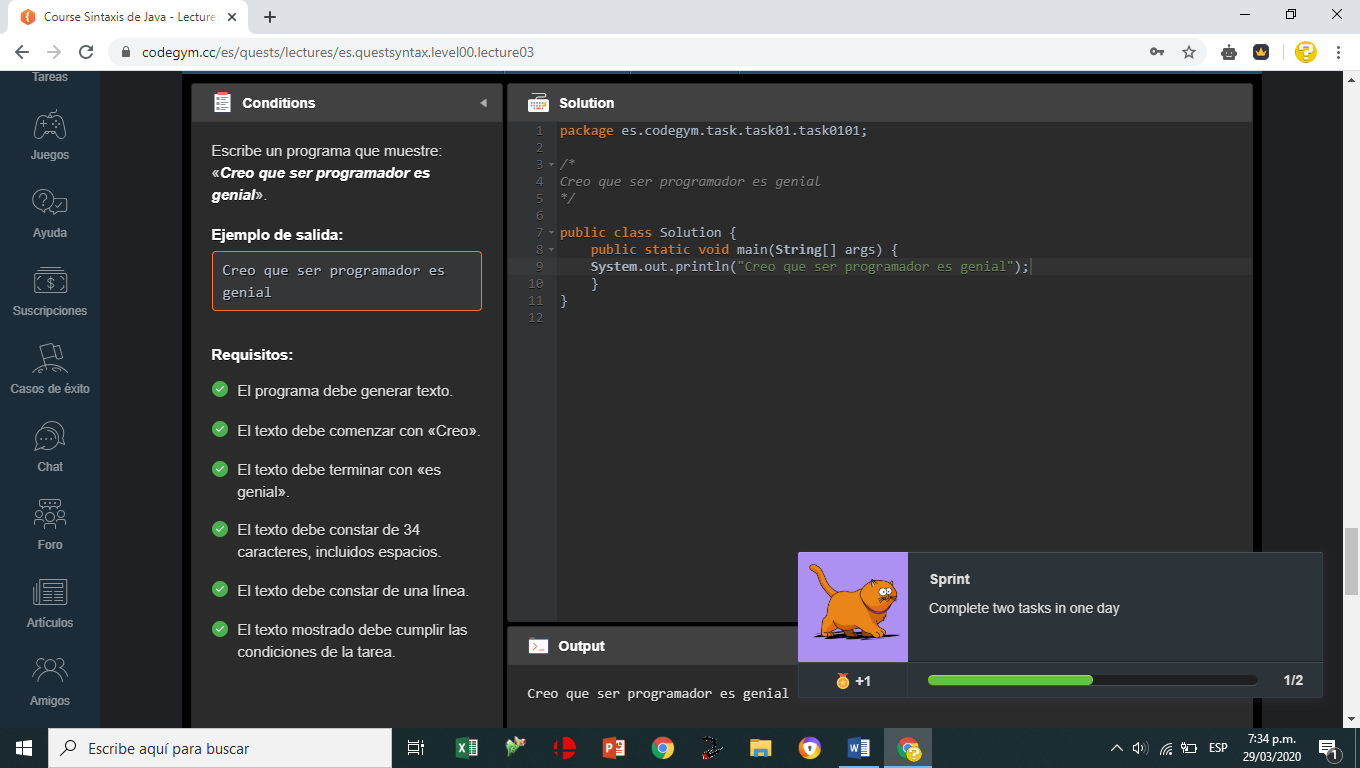 Course Sintaxis de Java - Lecture
codegym.cc/es/quests/lectures/es.questsyntax.level00.lecture03
Tareas
Juegos
Ayuda
Suscripciones
Casos de éxito
Chat
Foro
Artículos
Amigos
Conditions
Escribe un programa que muestre:
«Creo que ser programador es
genial».
Ejemplo de salida:
Creo que ser programador es
genial
Requisitos:
El programa debe generar texto.
El texto debe comenzar con «Creo».
El texto debe terminar con «es
genial».
El texto debe constar de 34
caracteres, incluidos espacios.
El texto debe constar de una línea.
El texto mostrado debe cumplir las
condiciones de la tarea.
Solution
1 package es.codegym.task.task01.task0101;
2
3 /*
4 Creo que ser programador es genial
5 */
6
7 public class Solution {
8 public static void main(String[] args) {
9 System.out.println("Creo que ser programador es genial");
10 }
11 }
12
Output
Creo que ser programador es genial
Sprint
Complete two tasks in one day
+1
1/2
Escribe aquí para buscar
ESP
7:34 p.m.
29/03/2020
1